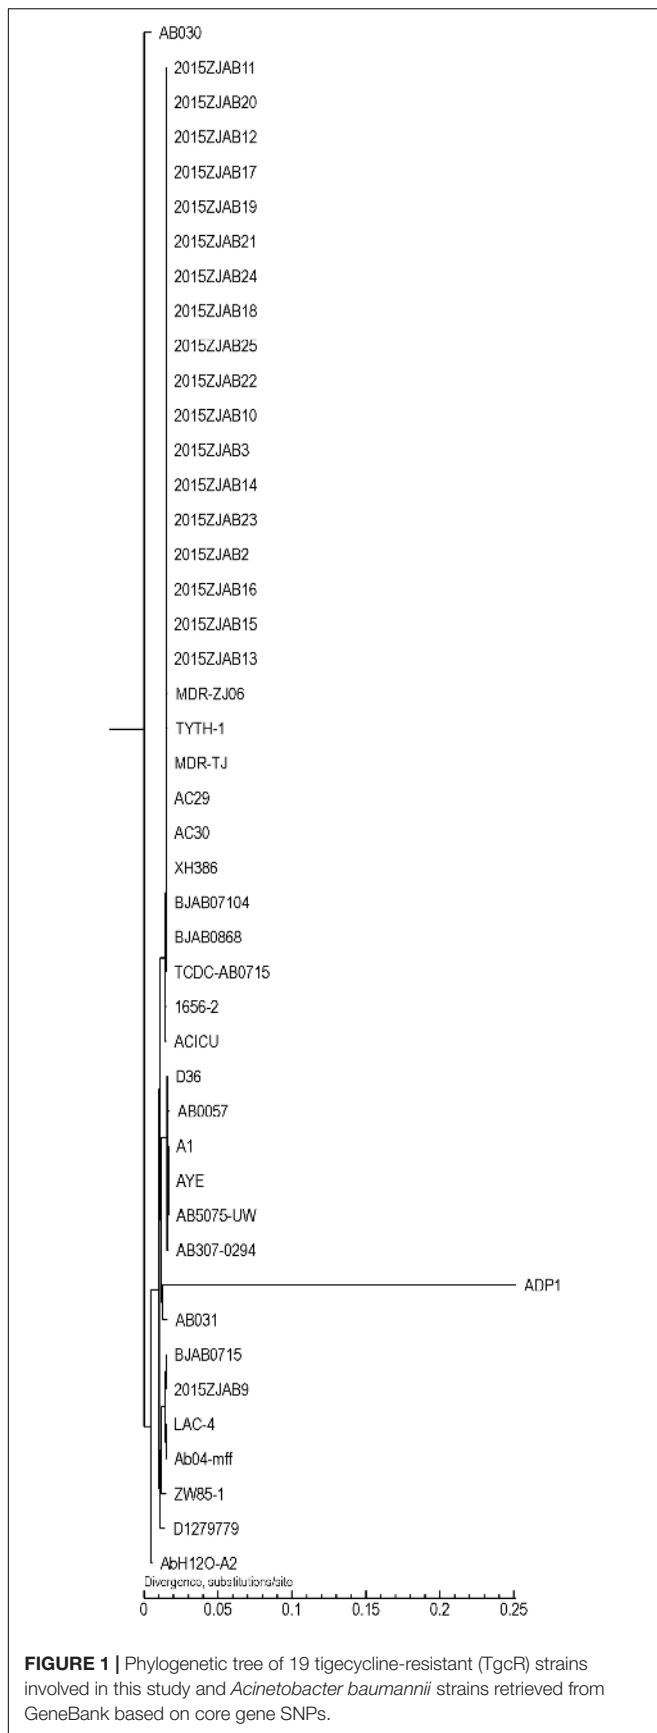 AB030
2015ZJAB11
2015ZJAB20
2015ZJAB12
2015ZJAB17
2015ZJAB19
2015ZJAB21
2015ZJAB24
2015ZJAB18
2015ZJAB25
2015ZJAB22
2015ZJAB10
2015ZJAB3
2015ZJAB14
2015ZJAB23
2015ZJAB2
2015ZJAB16
2015ZJAB15
2015ZJAB13
MDR-ZJ06
TYTH-1
MDR-TJ
AC29
AC30
XH386
BJAB07104
BJAB0868
TCDC-AB0715
1656-2
ACICU
D36
AB0057
A1
AYE
AB5075-UW
AB307-0294
ADP1
AB031
BJAB0715
2015ZJAB9
LAC-4
Ab04-mff
ZW85-1
D1279779
AbH12O-A2
Divergence, substitutions/site
0 0.05 0.1 0.15 0.2 0.25
FIGURE 1 | Phylogenetic tree of 19 tigecycline-resistant (TgcR) strains
involved in this study and Acinetobacter baumannii strains retrieved from
GeneBank based on core gene SNPs.